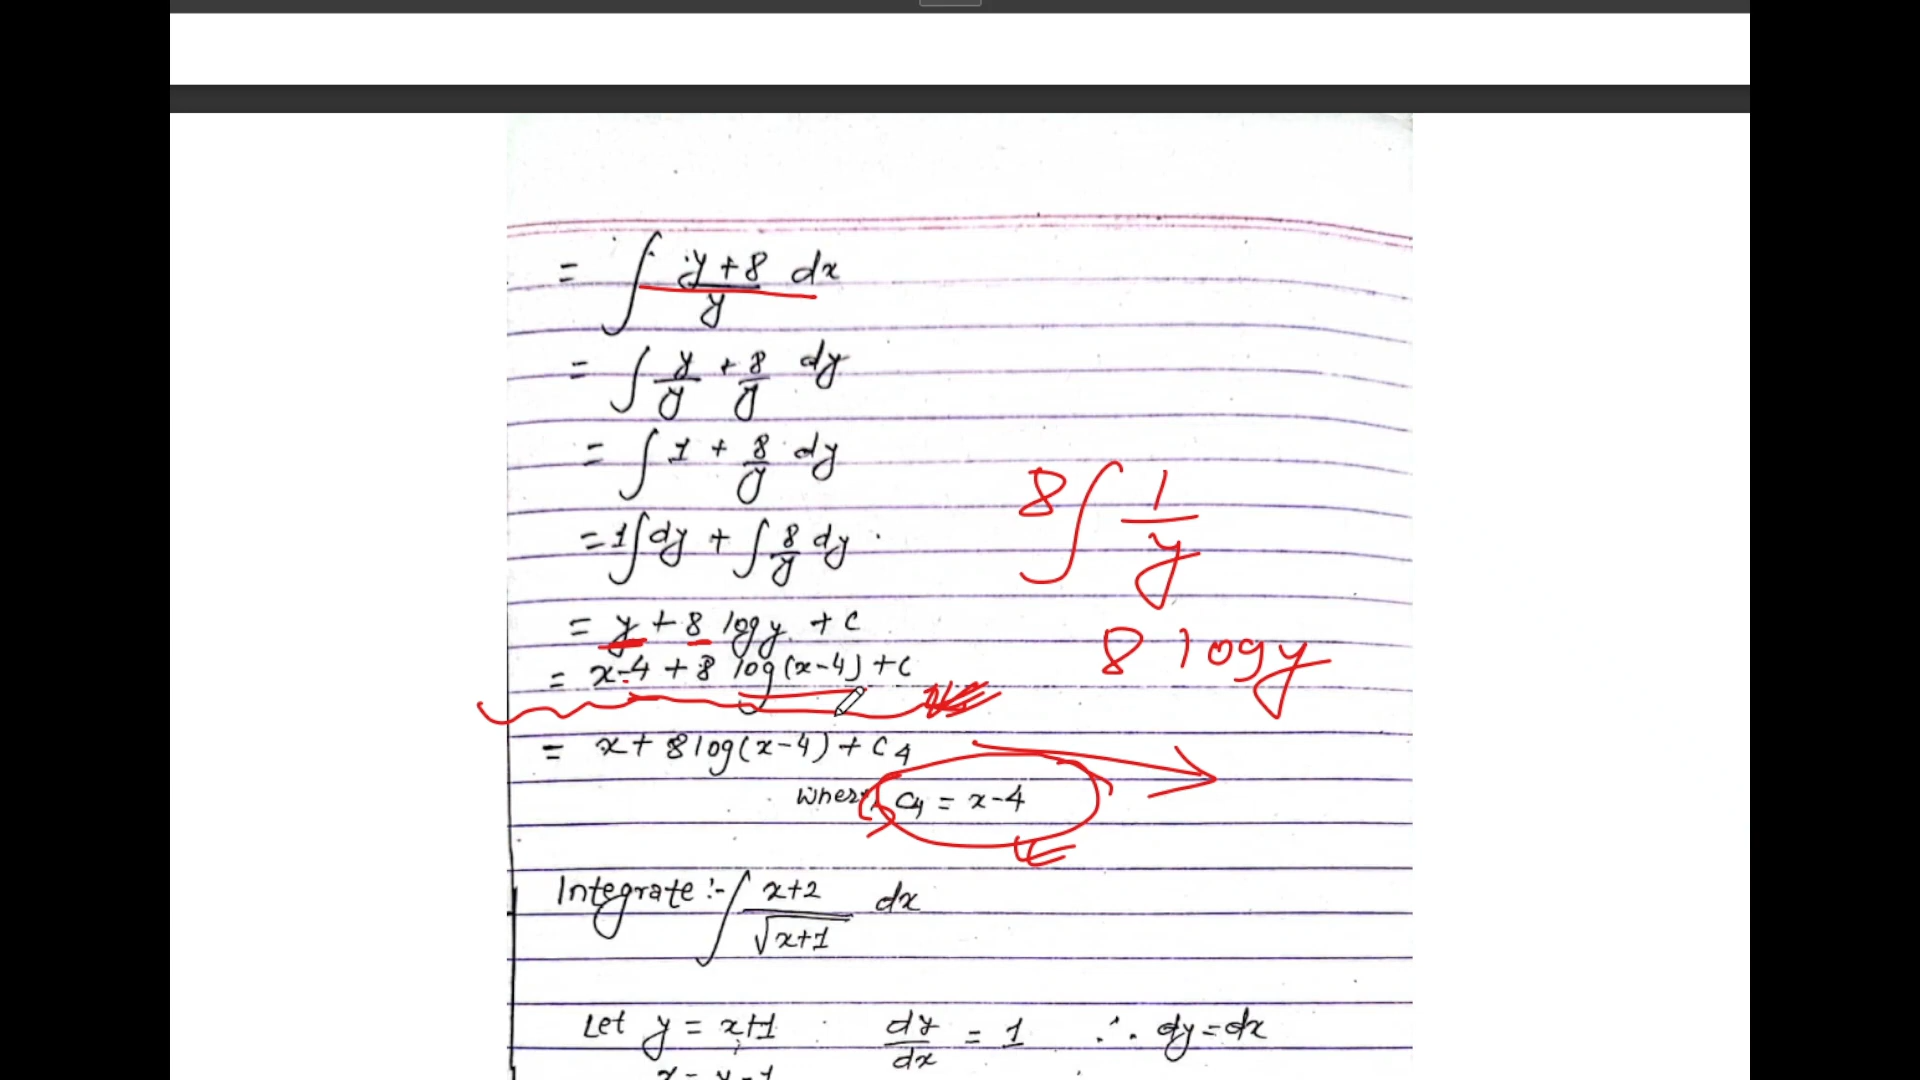 = ∫ y + 8 / y dx
= ∫ y/y + 8/y dy
= ∫ 1 + 8/y dy
= 1∫dy + ∫ 8/y dy
8 ∫ 1/y
= y + 8 log y. + c
8 log y
= x-4 + 8 log(x-4) + c
= x + 8 log(x-4) + C4
where C4 = x-4
Integrate :- ∫ x+2 / √x+1 dx
Let y = x+1 dy/dx = 1 ∴ dy = dx
x = y-1